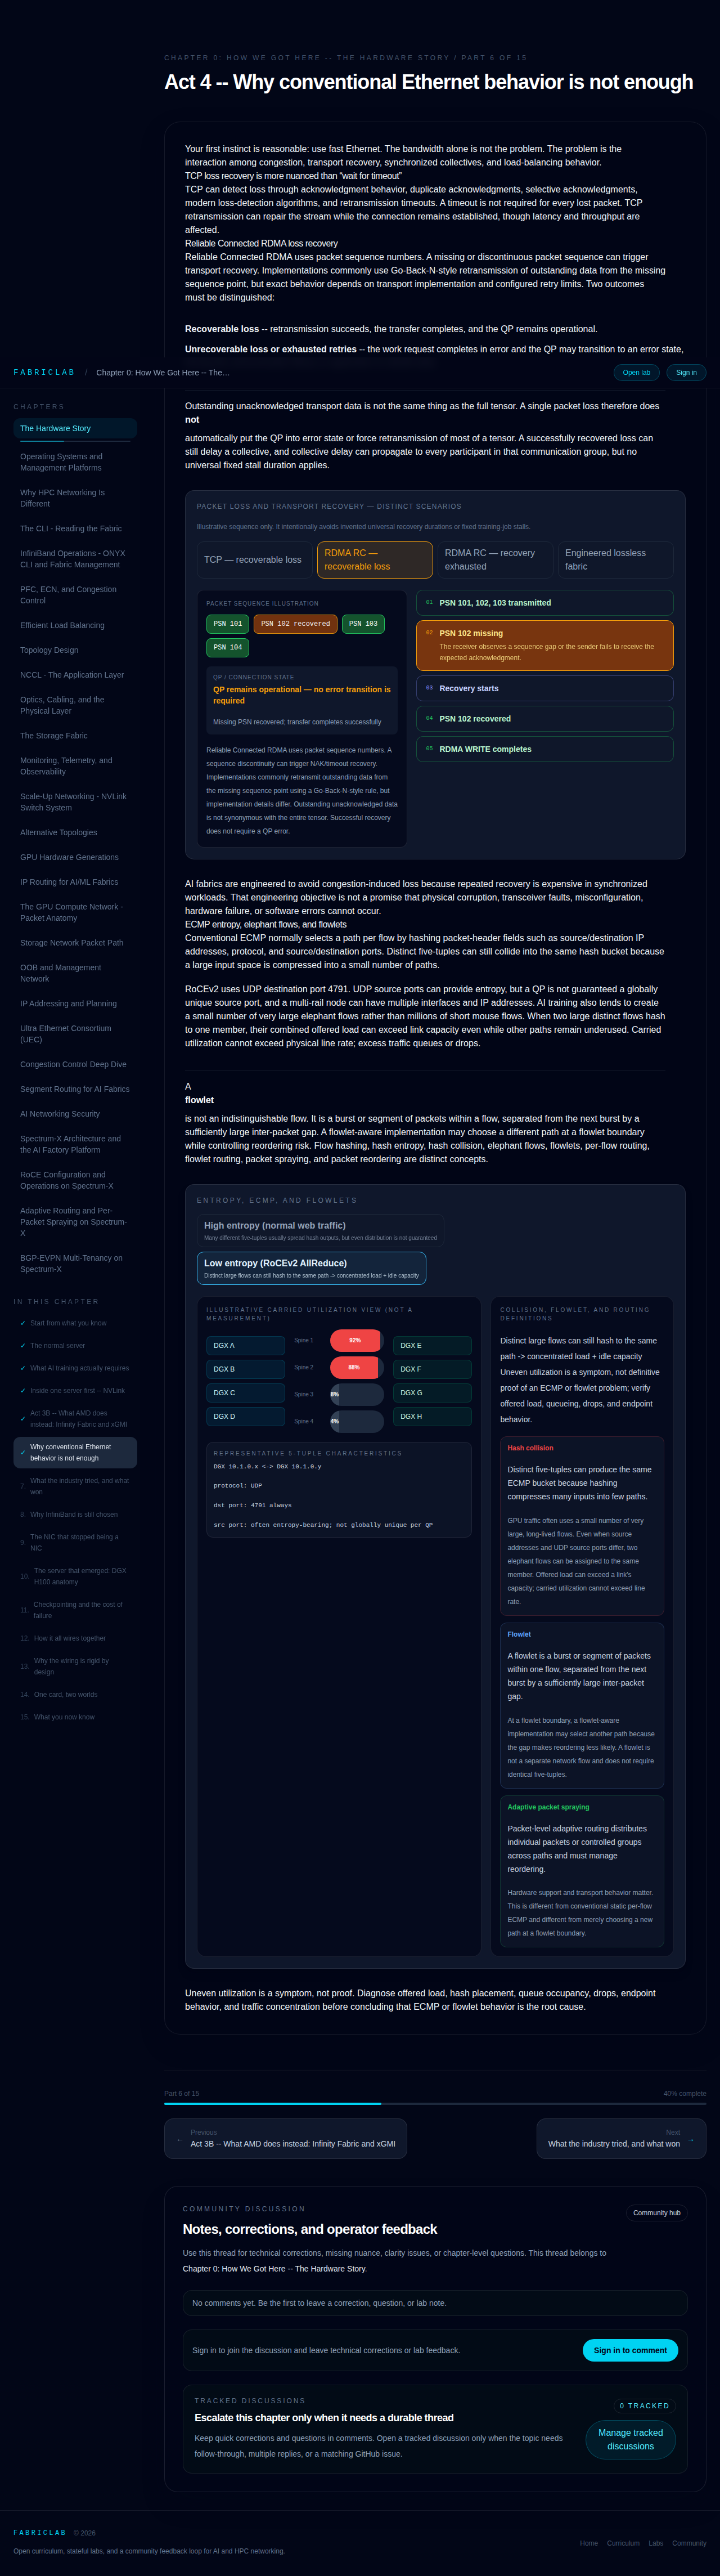 CHAPTER 0: HOW WE GOT HERE -- THE HARDWARE STORY / PART 6 OF 15
Act 4 -- Why conventional Ethernet behavior is not enough
Your first instinct is reasonable: use fast Ethernet. The bandwidth alone is not the problem. The problem is the
interaction among congestion, transport recovery, synchronized collectives, and load-balancing behavior.
TCP loss recovery is more nuanced than “wait for timeout”
TCP can detect loss through acknowledgment behavior, duplicate acknowledgments, selective acknowledgments,
modern loss-detection algorithms, and retransmission timeouts. A timeout is not required for every lost packet. TCP
retransmission can repair the stream while the connection remains established, though latency and throughput are
affected.
Reliable Connected RDMA loss recovery
Reliable Connected RDMA uses packet sequence numbers. A missing or discontinuous packet sequence can trigger
transport recovery. Implementations commonly use Go-Back-N-style retransmission of outstanding data from the missing
sequence point, but exact behavior depends on transport implementation and configured retry limits. Two outcomes
must be distinguished:
Recoverable loss -- retransmission succeeds, the transfer completes, and the QP remains operational.
Unrecoverable loss or exhausted retries -- the work request completes in error and the QP may transition to an error state,
FABRICLAB / Chapter 0: How We Got Here -- The…
Open lab
Sign in
CHAPTERS
The Hardware Story
Operating Systems and
Management Platforms
Why HPC Networking Is
Different
The CLI - Reading the Fabric
InfiniBand Operations - ONYX
CLI and Fabric Management
PFC, ECN, and Congestion
Control
Efficient Load Balancing
Topology Design
NCCL - The Application Layer
Optics, Cabling, and the
Physical Layer
The Storage Fabric
Monitoring, Telemetry, and
Observability
Scale-Up Networking - NVLink
Switch System
Alternative Topologies
GPU Hardware Generations
IP Routing for AI/ML Fabrics
The GPU Compute Network -
Packet Anatomy
Storage Network Packet Path
OOB and Management
Network
IP Addressing and Planning
Ultra Ethernet Consortium
(UEC)
Congestion Control Deep Dive
Segment Routing for AI Fabrics
AI Networking Security
Spectrum-X Architecture and
the AI Factory Platform
RoCE Configuration and
Operations on Spectrum-X
Adaptive Routing and Per-
Packet Spraying on Spectrum-
X
BGP-EVPN Multi-Tenancy on
Spectrum-X
IN THIS CHAPTER
✓ Start from what you know
✓ The normal server
✓ What AI training actually requires
✓ Inside one server first -- NVLink
✓ Act 3B -- What AMD does
instead: Infinity Fabric and xGMI
✓ Why conventional Ethernet
behavior is not enough
7. What the industry tried, and what
won
8. Why InfiniBand is still chosen
9. The NIC that stopped being a
NIC
10. The server that emerged: DGX
H100 anatomy
11. Checkpointing and the cost of
failure
12. How it all wires together
13. Why the wiring is rigid by
design
14. One card, two worlds
15. What you now know
Outstanding unacknowledged transport data is not the same thing as the full tensor. A single packet loss therefore does
not
automatically put the QP into error state or force retransmission of most of a tensor. A successfully recovered loss can
still delay a collective, and collective delay can propagate to every participant in that communication group, but no
universal fixed stall duration applies.
PACKET LOSS AND TRANSPORT RECOVERY — DISTINCT SCENARIOS
Illustrative sequence only. It intentionally avoids invented universal recovery durations or fixed training-job stalls.
TCP — recoverable loss
RDMA RC —
recoverable loss
RDMA RC — recovery
exhausted
Engineered lossless
fabric
PACKET SEQUENCE ILLUSTRATION
PSN 101
PSN 102 recovered
PSN 103
PSN 104
QP / CONNECTION STATE
QP remains operational — no error transition is
required
Missing PSN recovered; transfer completes successfully
Reliable Connected RDMA uses packet sequence numbers. A
sequence discontinuity can trigger NAK/timeout recovery.
Implementations commonly retransmit outstanding data from
the missing sequence point using a Go-Back-N-style rule, but
implementation details differ. Outstanding unacknowledged data
is not synonymous with the entire tensor. Successful recovery
does not require a QP error.
01 PSN 101, 102, 103 transmitted
02 PSN 102 missing
The receiver observes a sequence gap or the sender fails to receive the
expected acknowledgment.
03 Recovery starts
04 PSN 102 recovered
05 RDMA WRITE completes
AI fabrics are engineered to avoid congestion-induced loss because repeated recovery is expensive in synchronized
workloads. That engineering objective is not a promise that physical corruption, transceiver faults, misconfiguration,
hardware failure, or software errors cannot occur.
ECMP entropy, elephant flows, and flowlets
Conventional ECMP normally selects a path per flow by hashing packet-header fields such as source/destination IP
addresses, protocol, and source/destination ports. Distinct five-tuples can still collide into the same hash bucket because
a large input space is compressed into a small number of paths.
RoCEv2 uses UDP destination port 4791. UDP source ports can provide entropy, but a QP is not guaranteed a globally
unique source port, and a multi-rail node can have multiple interfaces and IP addresses. AI training also tends to create
a small number of very large elephant flows rather than millions of short mouse flows. When two large distinct flows hash
to one member, their combined offered load can exceed link capacity even while other paths remain underused. Carried
utilization cannot exceed physical line rate; excess traffic queues or drops.
A
flowlet
is not an indistinguishable flow. It is a burst or segment of packets within a flow, separated from the next burst by a
sufficiently large inter-packet gap. A flowlet-aware implementation may choose a different path at a flowlet boundary
while controlling reordering risk. Flow hashing, hash entropy, hash collision, elephant flows, flowlets, per-flow routing,
flowlet routing, packet spraying, and packet reordering are distinct concepts.
ENTROPY, ECMP, AND FLOWLETS
High entropy (normal web traffic)
Many different five-tuples usually spread hash outputs, but even distribution is not guaranteed
Low entropy (RoCEv2 AllReduce)
Distinct large flows can still hash to the same path -> concentrated load + idle capacity
ILLUSTRATIVE CARRIED UTILIZATION VIEW (NOT A
MEASUREMENT)
DGX A
DGX B
DGX C
DGX D
Spine 1 92%
Spine 2 88%
Spine 3 8%
Spine 4 4%
DGX E
DGX F
DGX G
DGX H
REPRESENTATIVE 5-TUPLE CHARACTERISTICS
DGX 10.1.0.x <-> DGX 10.1.0.y
protocol: UDP
dst port: 4791 always
src port: often entropy-bearing; not globally unique per QP
COLLISION, FLOWLET, AND ROUTING
DEFINITIONS
Distinct large flows can still hash to the same
path -> concentrated load + idle capacity
Uneven utilization is a symptom, not definitive
proof of an ECMP or flowlet problem; verify
offered load, queueing, drops, and endpoint
behavior.
Hash collision
Distinct five-tuples can produce the same
ECMP bucket because hashing
compresses many inputs into few paths.
GPU traffic often uses a small number of very
large, long-lived flows. Even when source
addresses and UDP source ports differ, two
elephant flows can be assigned to the same
member. Offered load can exceed a link's
capacity; carried utilization cannot exceed line
rate.
Flowlet
A flowlet is a burst or segment of packets
within one flow, separated from the next
burst by a sufficiently large inter-packet
gap.
At a flowlet boundary, a flowlet-aware
implementation may select another path because
the gap makes reordering less likely. A flowlet is
not a separate network flow and does not require
identical five-tuples.
Adaptive packet spraying
Packet-level adaptive routing distributes
individual packets or controlled groups
across paths and must manage
reordering.
Hardware support and transport behavior matter.
This is different from conventional static per-flow
ECMP and different from merely choosing a new
path at a flowlet boundary.
Uneven utilization is a symptom, not proof. Diagnose offered load, hash placement, queue occupancy, drops, endpoint
behavior, and traffic concentration before concluding that ECMP or flowlet behavior is the root cause.
Part 6 of 15
40% complete
← Previous
Act 3B -- What AMD does instead: Infinity Fabric and xGMI
Next
What the industry tried, and what won →
COMMUNITY DISCUSSION
Community hub
Notes, corrections, and operator feedback
Use this thread for technical corrections, missing nuance, clarity issues, or chapter-level questions. This thread belongs to
Chapter 0: How We Got Here -- The Hardware Story.
No comments yet. Be the first to leave a correction, question, or lab note.
Sign in to join the discussion and leave technical corrections or lab feedback.
Sign in to comment
TRACKED DISCUSSIONS
0 TRACKED
Escalate this chapter only when it needs a durable thread
Keep quick corrections and questions in comments. Open a tracked discussion only when the topic needs
follow-through, multiple replies, or a matching GitHub issue.
Manage tracked
discussions
FABRICLAB © 2026
Open curriculum, stateful labs, and a community feedback loop for AI and HPC networking.
Home Curriculum Labs Community